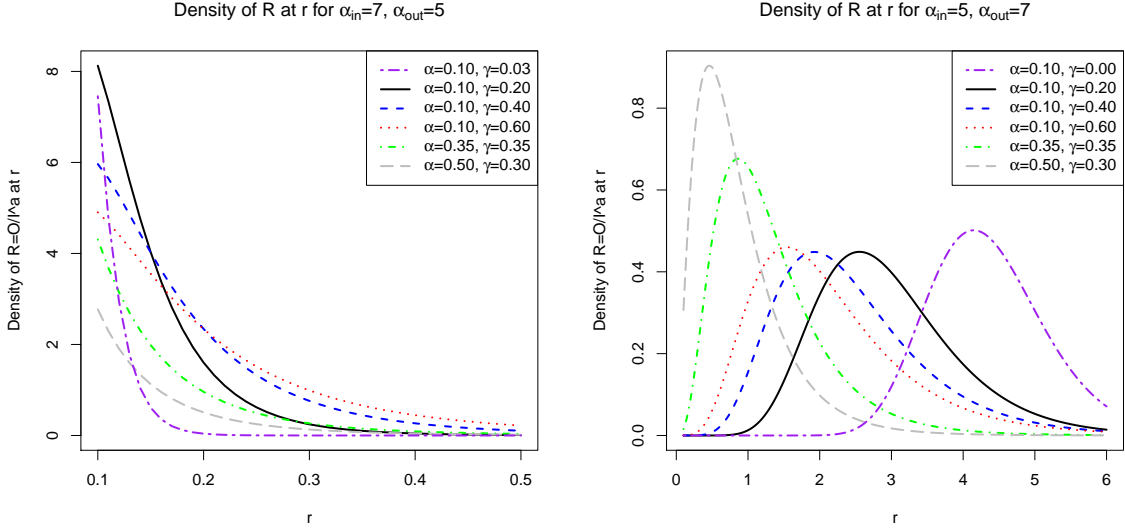 Density of R at r for αin=7, αout=5
Density of R=O/I^a at r
8
6
4
2
0
0.1 0.2 0.3 0.4 0.5
r
α=0.10, γ=0.03
α=0.10, γ=0.20
α=0.10, γ=0.40
α=0.10, γ=0.60
α=0.35, γ=0.35
α=0.50, γ=0.30
Density of R at r for αin=5, αout=7
Density of R=O/I^a at r
0.8
0.6
0.4
0.2
0.0
0 1 2 3 4 5 6
r
α=0.10, γ=0.00
α=0.10, γ=0.20
α=0.10, γ=0.40
α=0.10, γ=0.60
α=0.35, γ=0.35
α=0.50, γ=0.30